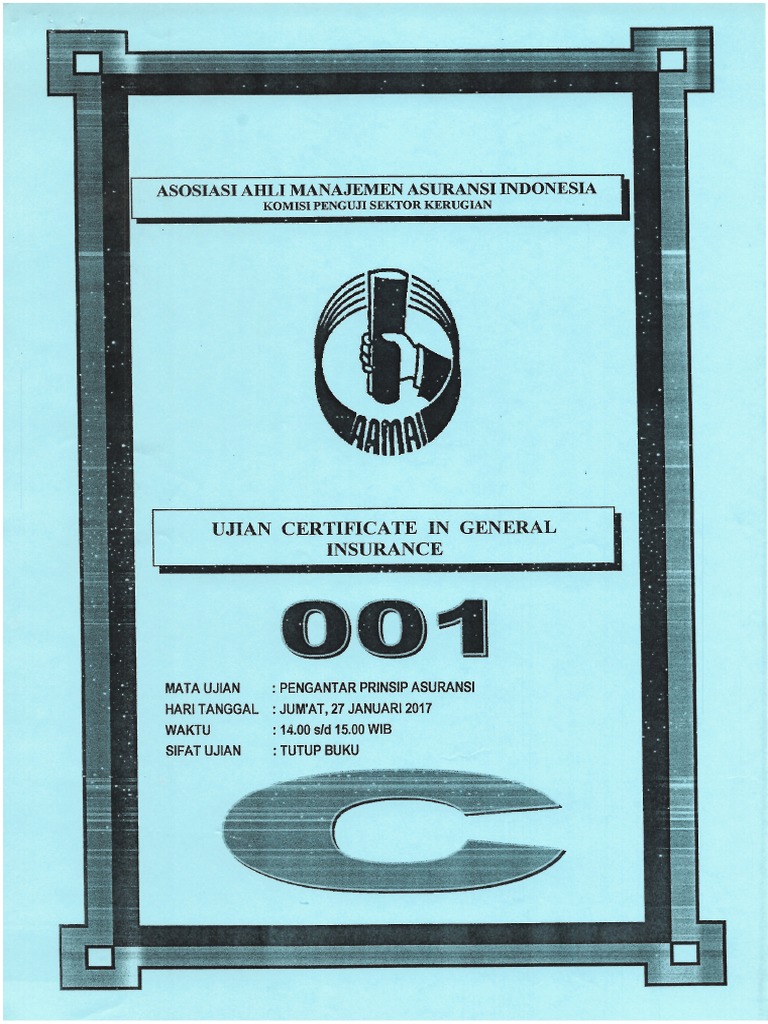 ASOSIASI AHLI MANAJEMEN ASURANSI INDONESIA
KOMISI PENGUJI SEKTOR KERUGIAN
AAMAI
UJIAN CERTIFICATE IN GENERAL
INSURANCE
001
MATA UJIAN : PENGANTAR PRINSIP ASURANSI
HARI TANGGAL : JUM'AT, 27 JANUARI 2017
WAKTU : 14.00 s/d 15.00 WIB
SIFAT UJIAN : TUTUP BUKU
C